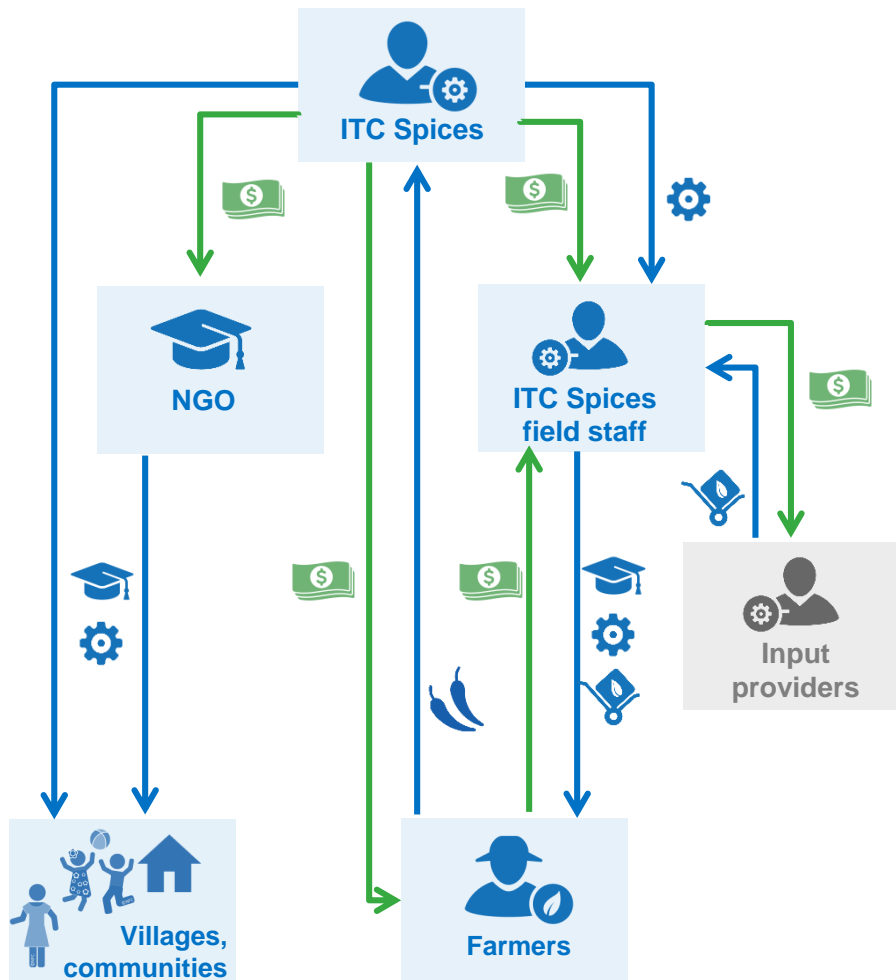 ITC Spices
$
$
NGO
ITC Spices
field staff
$
$
$
Input
providers
Villages,
communities
Farmers